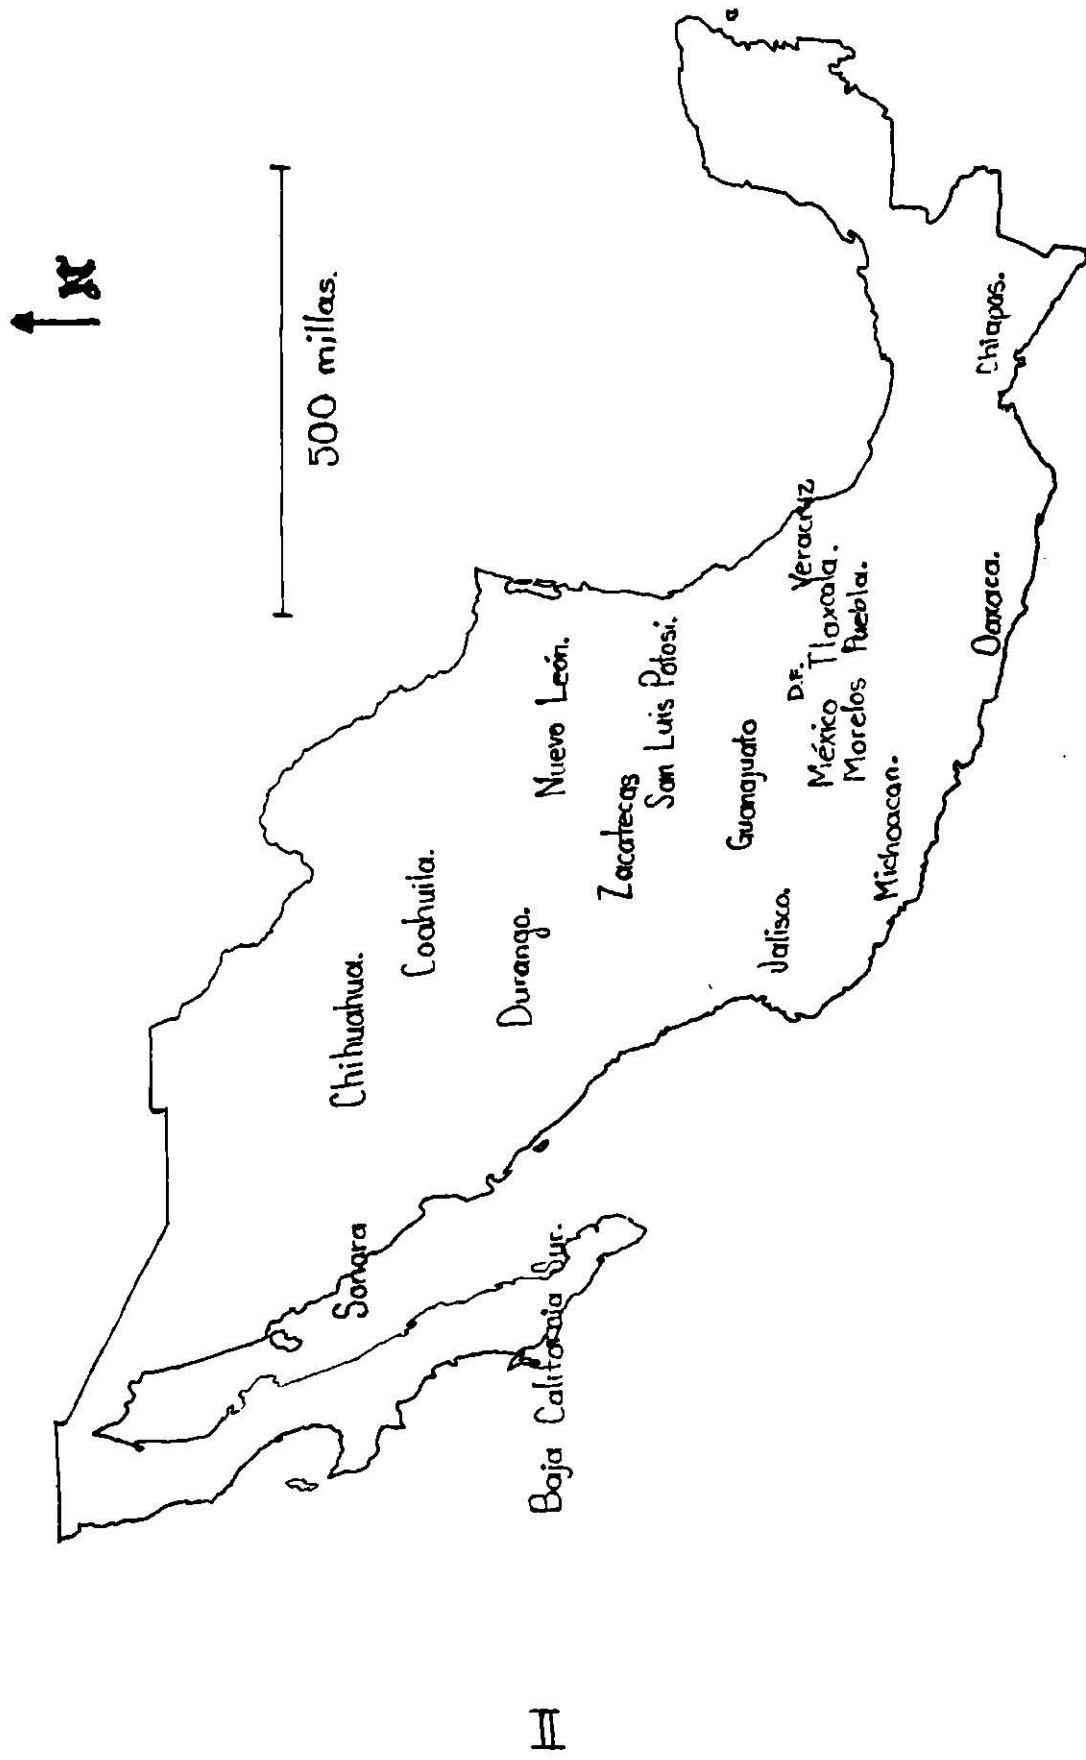 N
500 millas.
Sonora
Chihuahua.
Coahuila.
Durango.
II
Baja California Sur.
Nuevo León.
Zacatecas
San Luis Potosí.
Guanajuato
Jalisco.
D.F.
Veracruz
México Tlaxcala.
Morelos Puebla.
Michoacan.
Oaxaca.
Chiapas.